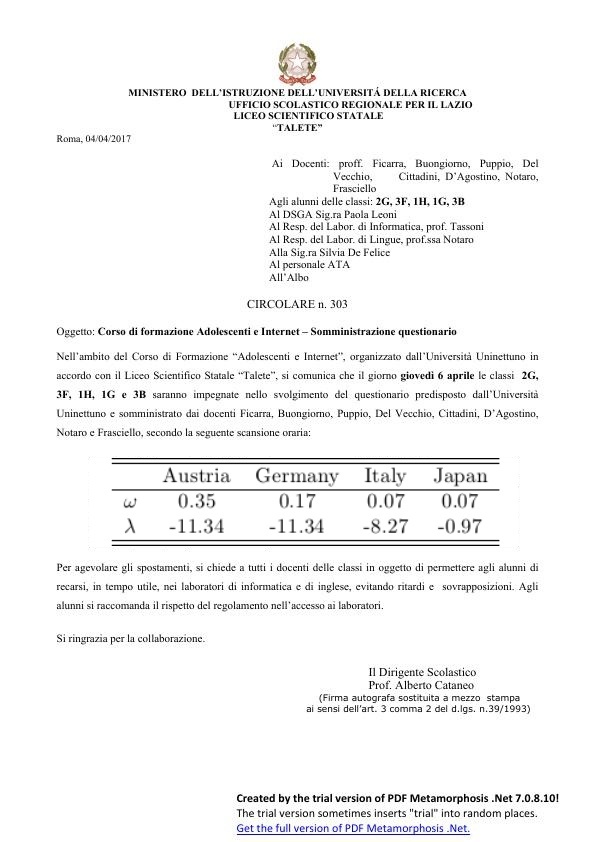 MINISTERO DELL'ISTRUZIONE DELL'UNIVERSITÁ DELLA RICERCA
UFFICIO SCOLASTICO REGIONALE PER IL LAZIO
LICEO SCIENTIFICO STATALE
“TALETE”
Roma, 04/04/2017
Ai Docenti: proff. Ficarra, Buongiorno, Puppio, Del
Vecchio, Cittadini, D’Agostino, Notaro,
Frasciello
Agli alunni delle classi: 2G, 3F, 1H, 1G, 3B
Al DSGA Sig.ra Paola Leoni
Al Resp. del Labor. di Informatica, prof. Tassoni
Al Resp. del Labor. di Lingue, prof.ssa Notaro
Alla Sig.ra Silvia De Felice
Al personale ATA
All’Albo
CIRCOLARE n. 303
Oggetto: Corso di formazione Adolescenti e Internet – Somministrazione questionario
Nell’ambito del Corso di Formazione “Adolescenti e Internet”, organizzato dall’Università Uninettuno in
accordo con il Liceo Scientifico Statale “Talete”, si comunica che il giorno giovedì 6 aprile le classi 2G,
3F, 1H, 1G e 3B saranno impegnate nello svolgimento del questionario predisposto dall’Università
Uninettuno e somministrato dai docenti Ficarra, Buongiorno, Puppio, Del Vecchio, Cittadini, D’Agostino,
Notaro e Frasciello, secondo la seguente scansione oraria:
Austria Germany Italy Japan
ω 0.35 0.17 0.07 0.07
λ -11.34 -11.34 -8.27 -0.97
Per agevolare gli spostamenti, si chiede a tutti i docenti delle classi in oggetto di permettere agli alunni di
recarsi, in tempo utile, nei laboratori di informatica e di inglese, evitando ritardi e sovrapposizioni. Agli
alunni si raccomanda il rispetto del regolamento nell’accesso ai laboratori.
Si ringrazia per la collaborazione.
Il Dirigente Scolastico
Prof. Alberto Cataneo
(Firma autografa sostituita a mezzo stampa
ai sensi dell’art. 3 comma 2 del d.lgs. n.39/1993)
Created by the trial version of PDF Metamorphosis .Net 7.0.8.10!
The trial version sometimes inserts "trial" into random places.
Get the full version of PDF Metamorphosis .Net.